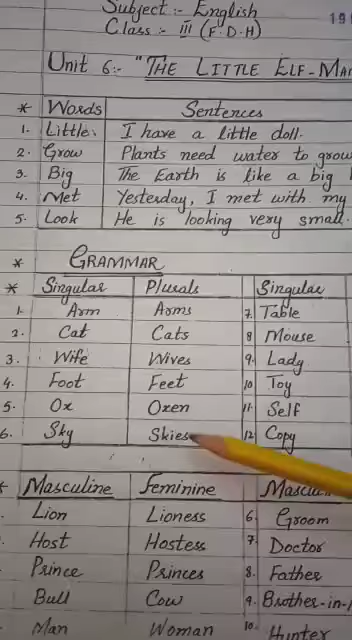 Subject :- English
Class :- III (F.D.H)
Unit 6:- "THE LITTLE ELF-MA
* Words Sentences
1. Little. I have a little doll.
2. Grow Plants need water to grow
3. Big The Earth is like a big
4. Met Yesterday, I met with my
5. Look He is looking very small.
* GRAMMAR
* Singular Plurals Singular
1. Arm Arms 7. Table
2. Cat Cats 8 Mouse
3. Wife Wives 9. Lady
4. Foot Feet 10 Toy
5. Ox Oxen 11. Self
6. Sky Skies 12 Copy
Masculine Feminine
Lion Lioness 6. Groom
Host Hostess 7. Doctor
Prince Princes 8. Father
Bull Cow 9. Brother-in-
Man Woman 10. Hunter